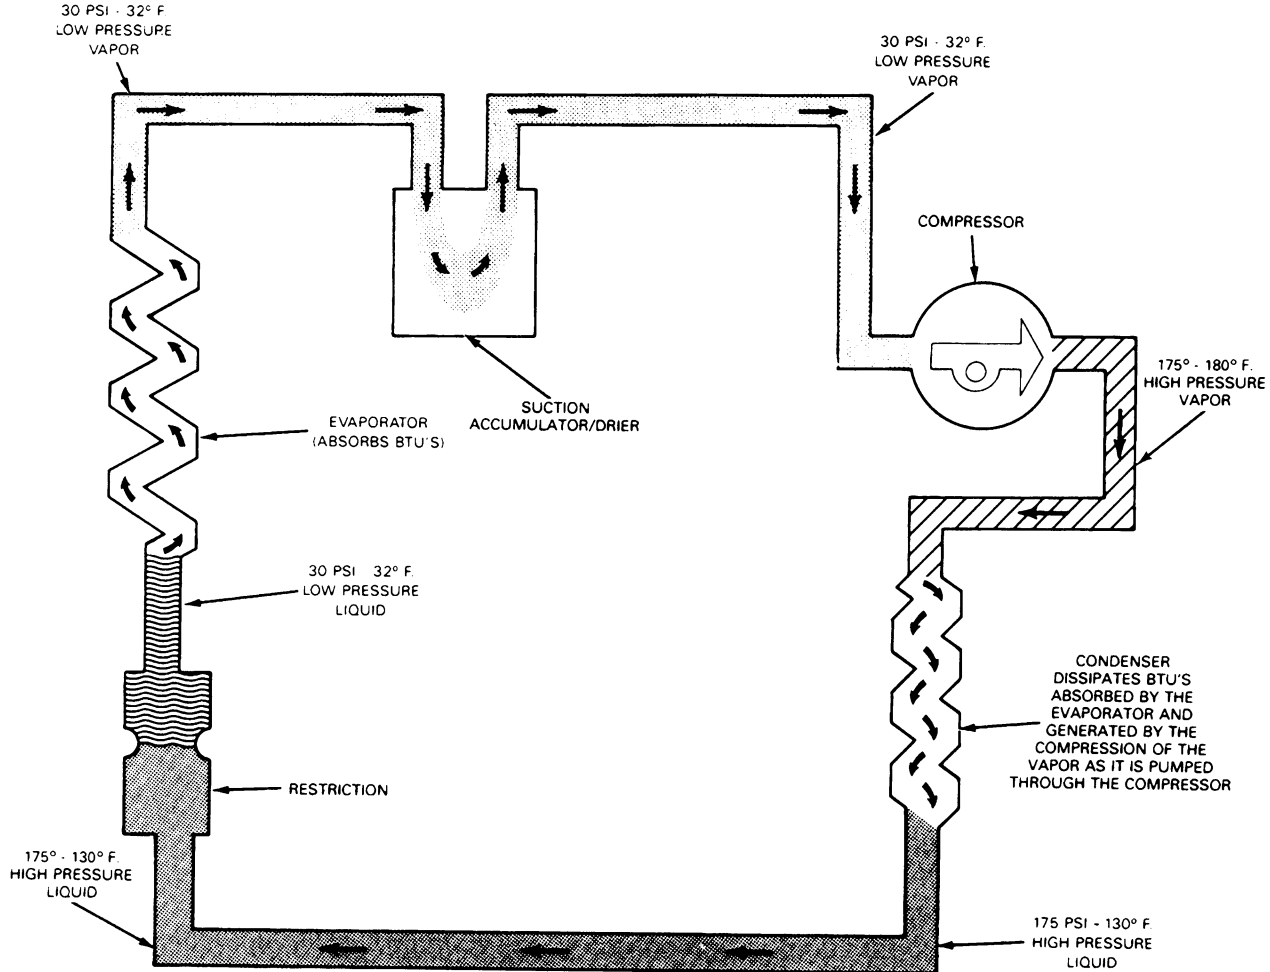 30 PSI - 32° F.
LOW PRESSURE
VAPOR
30 PSI - 32° F.
LOW PRESSURE
VAPOR
COMPRESSOR
175° - 180° F.
HIGH PRESSURE
VAPOR
SUCTION
ACCUMULATOR/DRIER
EVAPORATOR
(ABSORBS BTU'S)
30 PSI 32° F.
LOW PRESSURE
LIQUID
CONDENSER
DISSIPATES BTU'S
ABSORBED BY THE
EVAPORATOR AND
GENERATED BY THE
COMPRESSION OF THE
VAPOR AS IT IS PUMPED
THROUGH THE COMPRESSOR
RESTRICTION
175° - 130° F.
HIGH PRESSURE
LIQUID
175 PSI - 130° F.
HIGH PRESSURE
LIQUID